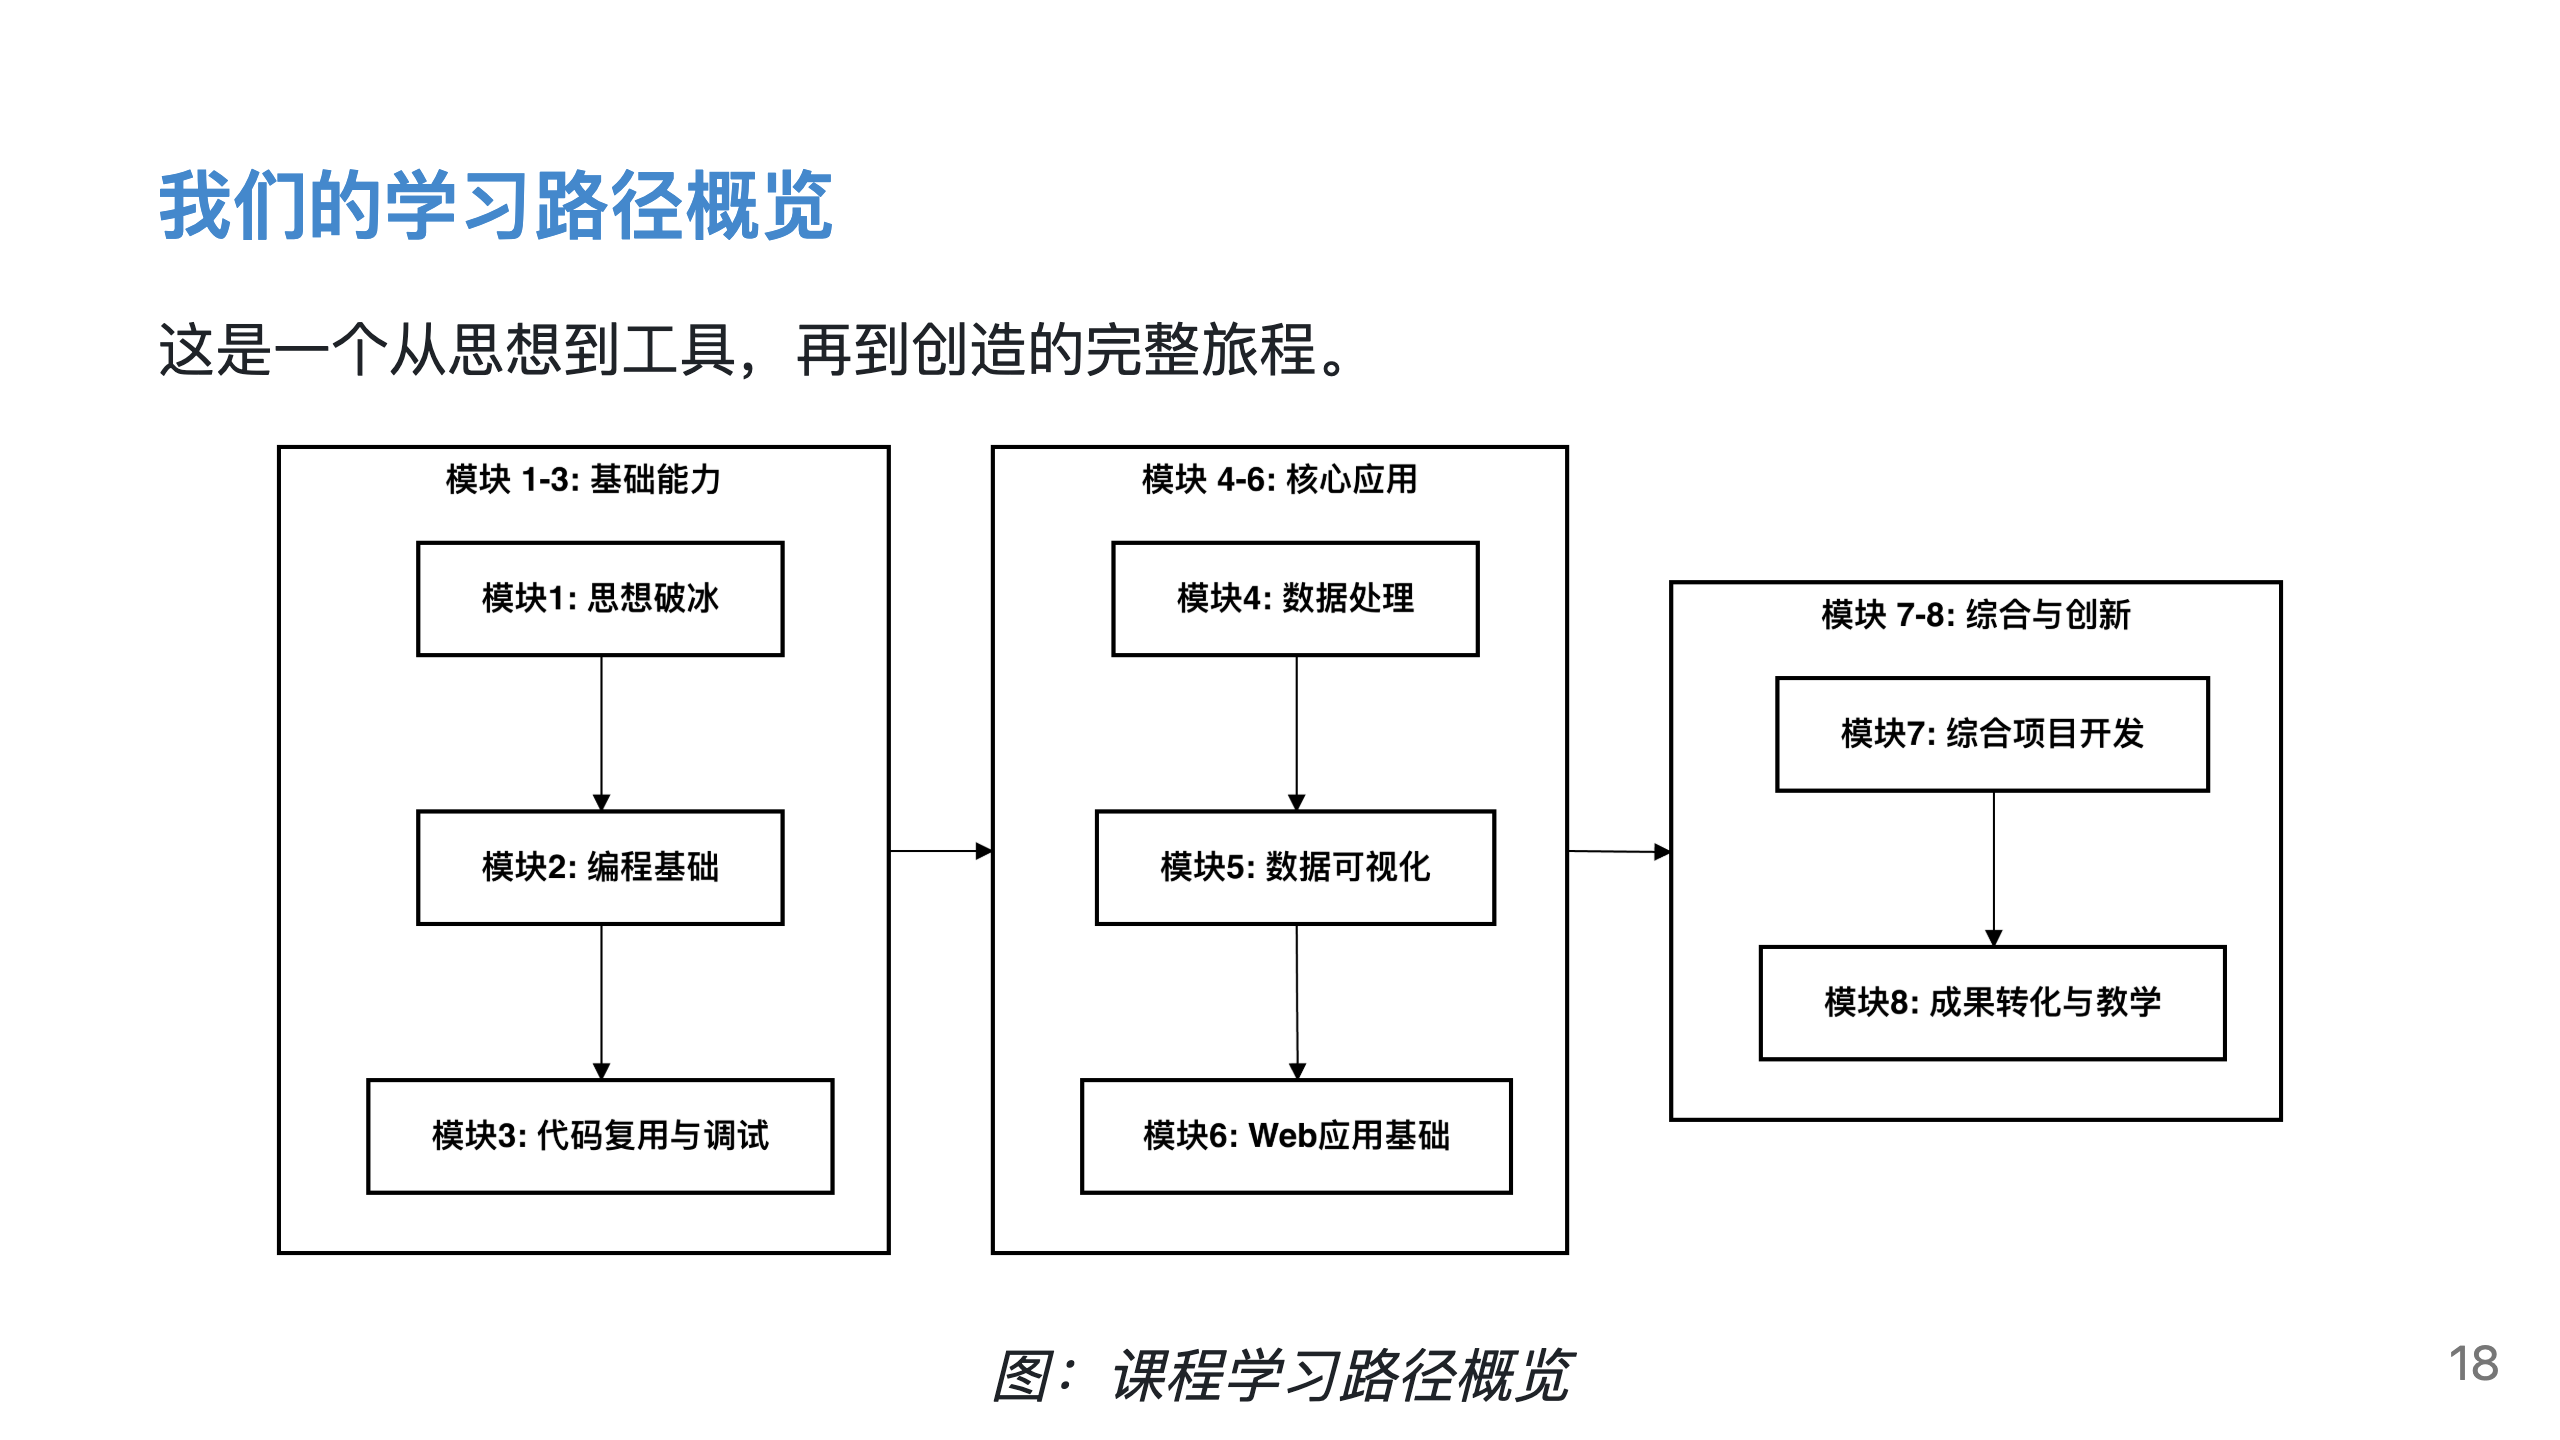 我们的学习路径概览
这是一个从思想到工具，再到创造的完整旅程。
模块 1-3: 基础能力
模块1: 思想破冰
模块2: 编程基础
模块3: 代码复用与调试
模块 4-6: 核心应用
模块4: 数据处理
模块5: 数据可视化
模块6: Web应用基础
模块 7-8: 综合与创新
模块7: 综合项目开发
模块8: 成果转化与教学
图：课程学习路径概览
18